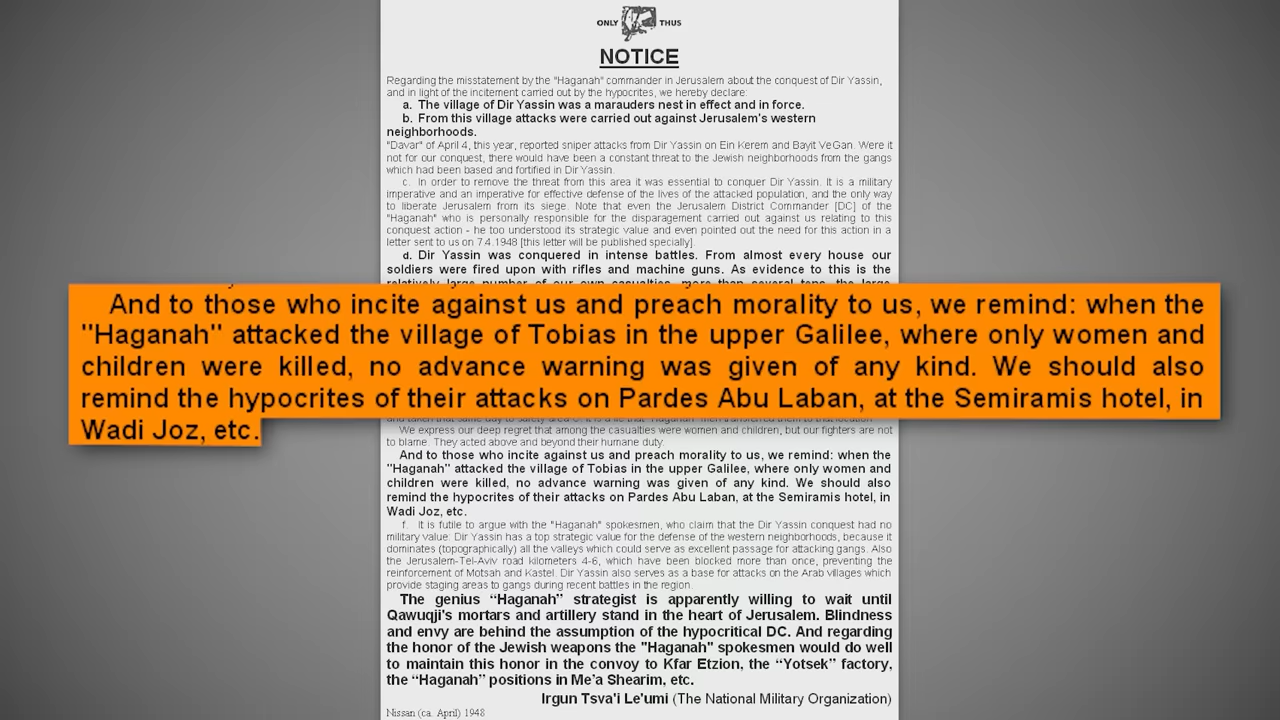 ONLY THUS
NOTICE
Regarding the misstatement by the "Haganah" commander in Jerusalem about the conquest of Dir Yassin,
and in light of the incitement carried out by the hypocrites, we hereby declare:
a. The village of Dir Yassin was a marauders nest in effect and in force.
b. From this village attacks were carried out against Jerusalem's western
neighborhoods.
"Davar" of April 4, this year, reported sniper attacks from Dir Yassin on Ein Kerem and Bayit VeGan. Were it
not for our conquest, there would have been a constant threat to the Jewish neighborhoods from the gangs
which had been based and fortified in Dir Yassin.
c. In order to remove the threat from this area it was essential to conquer Dir Yassin. It is a military
imperative and an imperative for effective defense of the lives of the attacked population, and the only way
to liberate Jerusalem from its siege. Note that even the Jerusalem District Commander [DC] of the
"Haganah" who is personally responsible for the disparagement carried out against us relating to this
conquest action - he too understood its strategic value and even pointed out the need for this action in a
letter sent to us on 7.4.1948 [this letter will be published specially].
d. Dir Yassin was conquered in intense battles. From almost every house our
soldiers were fired upon with rifles and machine guns. As evidence to this is the
relatively large number of our own casualties, more than several tens, the large
And to those who incite against us and preach morality to us, we remind: when the
"Haganah" attacked the village of Tobias in the upper Galilee, where only women and
children were killed, no advance warning was given of any kind. We should also
remind the hypocrites of their attacks on Pardes Abu Laban, at the Semiramis hotel, in
Wadi Joz, etc.
We express our deep regret that among the casualties were women and children, but our fighters are not
to blame. They acted above and beyond their humane duty.
And to those who incite against us and preach morality to us, we remind: when the
"Haganah" attacked the village of Tobias in the upper Galilee, where only women and
children were killed, no advance warning was given of any kind. We should also
remind the hypocrites of their attacks on Pardes Abu Laban, at the Semiramis hotel, in
Wadi Joz, etc.
f. It is futile to argue with the "Haganah" spokesmen, who claim that the Dir Yassin conquest had no
military value: Dir Yassin has a top strategic value for the defense of the western neighborhoods, because it
dominates (topographically) all the valleys which could serve as excellent passage for attacking gangs. Also
the Jerusalem-Tel-Aviv road kilometers 4-6, which have been blocked more than once, preventing the
reinforcement of Motsah and Kastel. Dir Yassin also serves as a base for attacks on the Arab villages which
provide staging areas to gangs during recent battles in the region.
The genius “Haganah” strategist is apparently willing to wait until
Qawuqji's mortars and artillery stand in the heart of Jerusalem. Blindness
and envy are behind the assumption of the hypocritical DC. And regarding
the honor of the Jewish weapons the "Haganah" spokesmen would do well
to maintain this honor in the convoy to Kfar Etzion, the “Yotsek” factory,
the “Haganah” positions in Me’a Shearim, etc.
Irgun Tsva'i Le'umi (The National Military Organization)
Nissan (ca. April) 1948